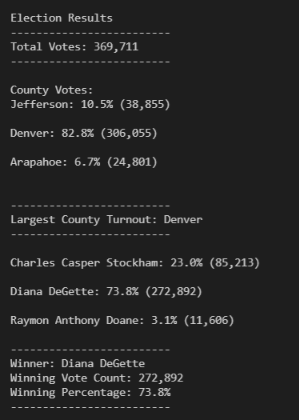 Election Results
-------------------------
Total Votes: 369,711
-------------------------
County Votes:
Jefferson: 10.5% (38,855)
Denver: 82.8% (306,055)
Arapahoe: 6.7% (24,801)
-------------------------
Largest County Turnout: Denver
-------------------------
Charles Casper Stockham: 23.0% (85,213)
Diana DeGette: 73.8% (272,892)
Raymon Anthony Doane: 3.1% (11,606)
-------------------------
Winner: Diana DeGette
Winning Vote Count: 272,892
Winning Percentage: 73.8%
-------------------------